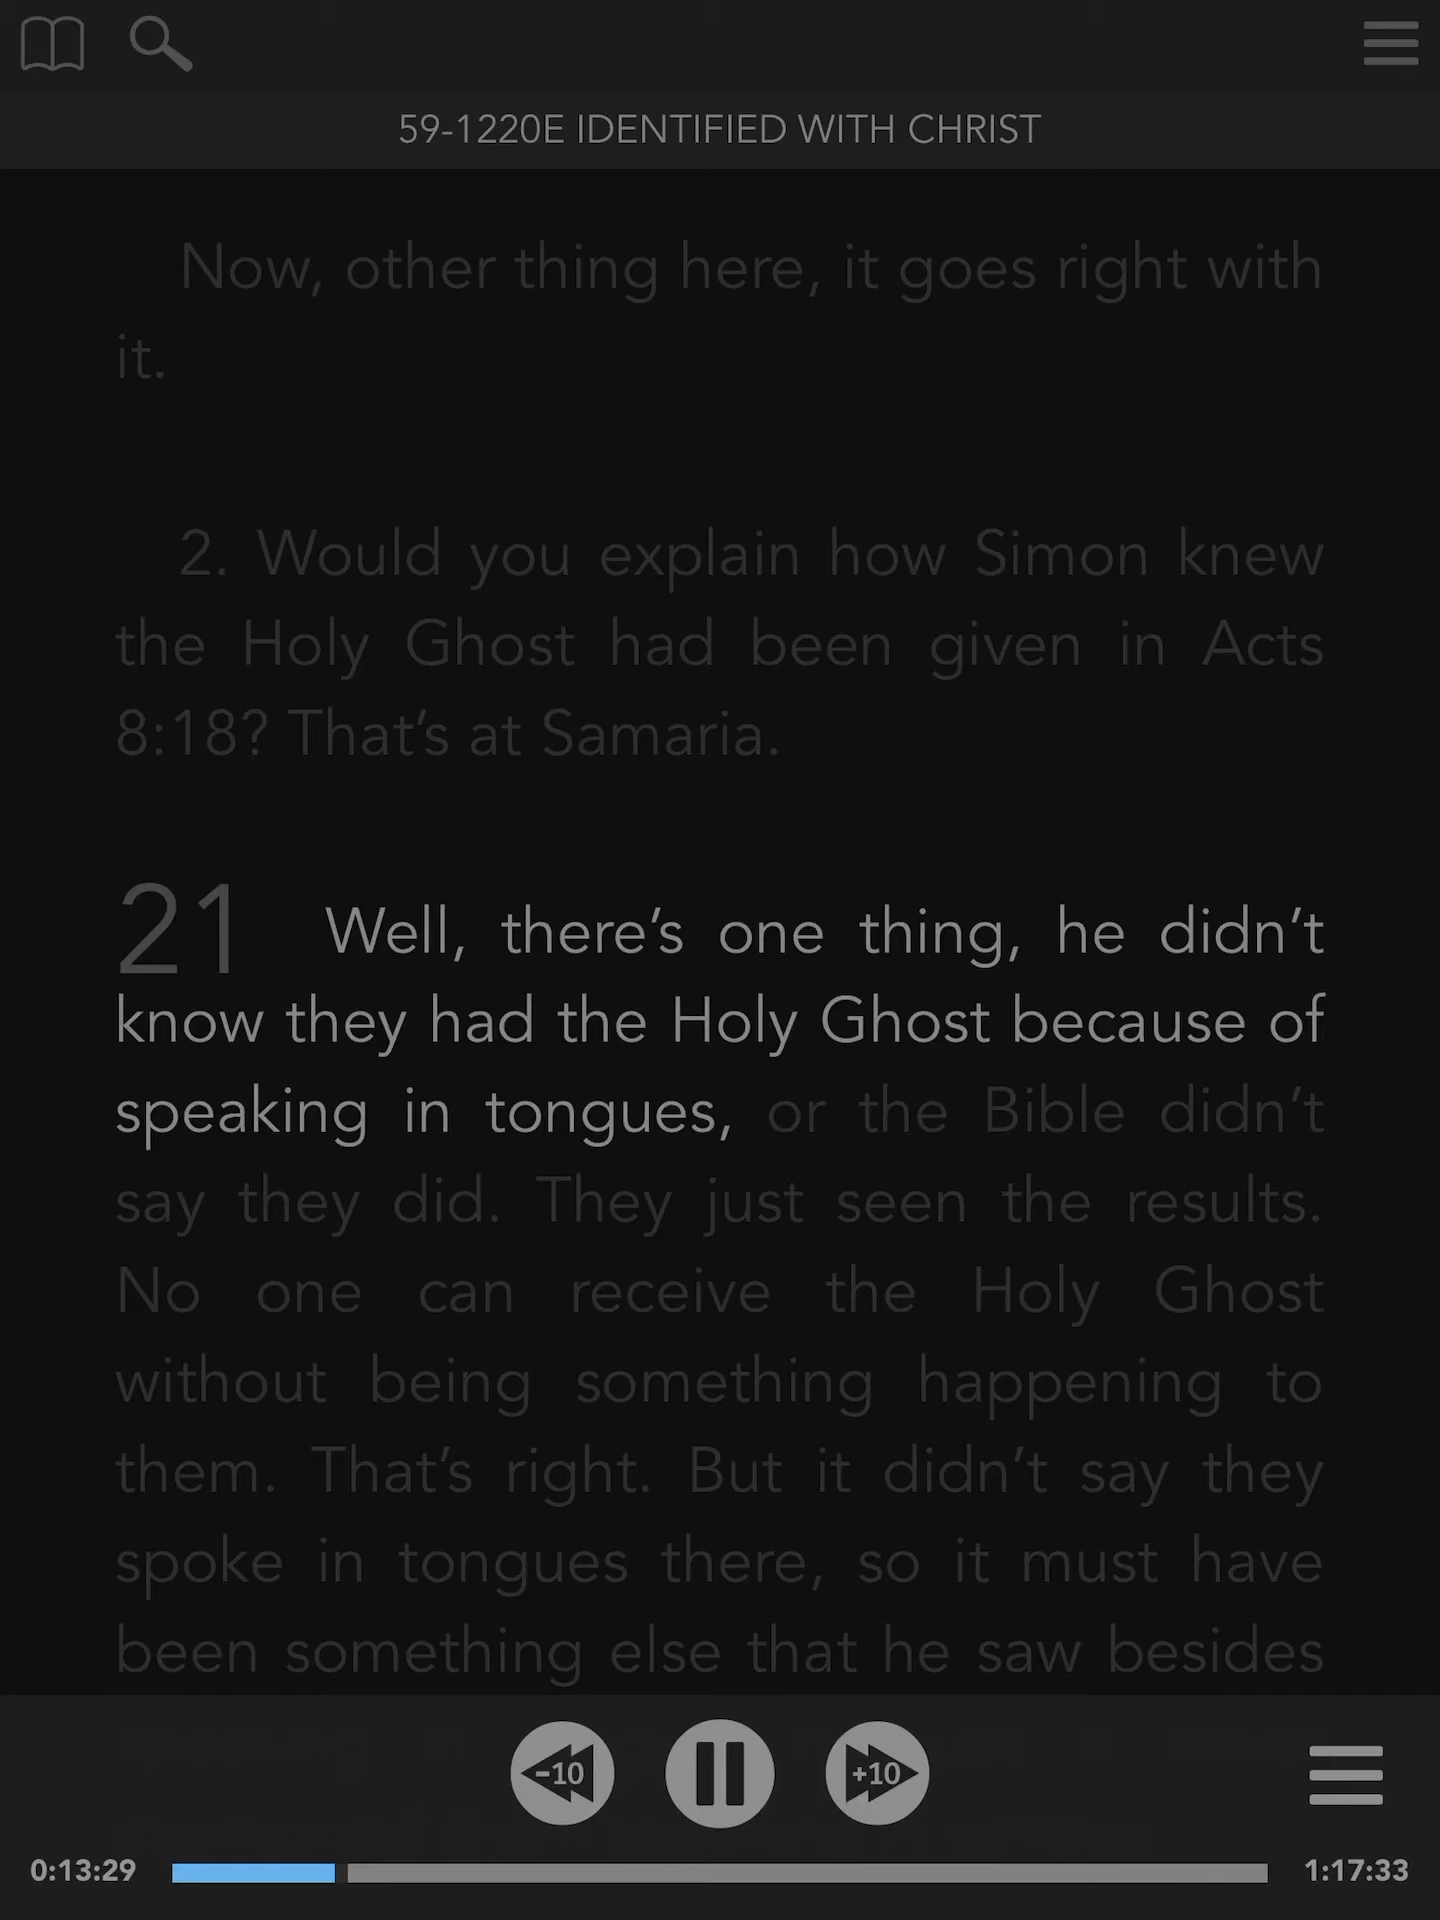 59-1220E IDENTIFIED WITH CHRIST
Now, other thing here, it goes right with
it.
2. Would you explain how Simon knew
the Holy Ghost had been given in Acts
8:18? That’s at Samaria.
21 Well, there’s one thing, he didn’t
know they had the Holy Ghost because of
speaking in tongues, or the Bible didn’t
say they did. They just seen the results.
No one can receive the Holy Ghost
without being something happening to
them. That’s right. But it didn’t say they
spoke in tongues there, so it must have
been something else that he saw besides
-10 +10
0:13:29 1:17:33